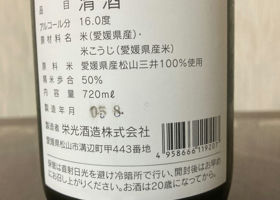 品目 清酒
アルコール分 16.0度
原材料 米(愛媛県産)
米こうじ(愛媛県産米)
原料米 愛媛県産松山三井100%使用
精米歩合 50%
内容量 720ml
製造年月 05 8.
製造者 栄光酒造株式会社
愛媛県松山市溝辺町甲443番地
4 958666 119207
保管は直射日光を避け冷暗所で行い、開封後はお早め
にお召し上がりください。お酒は20歳になってから。